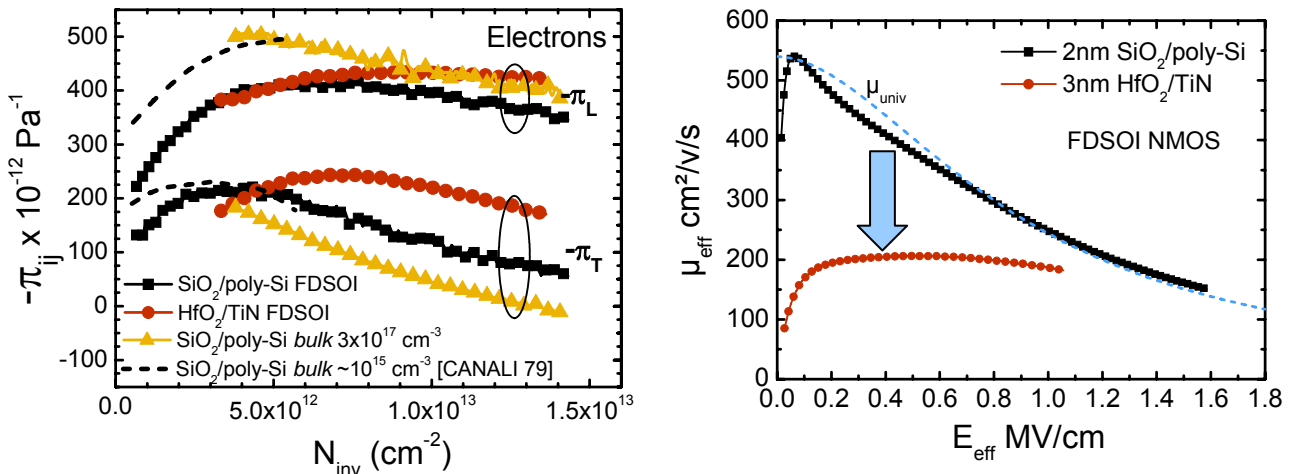 500
400
300
200
100
0
-100
-π_ij x 10^-12 Pa^-1
Electrons
-π_L
-π_T
SiO2/poly-Si FDSOI
HfO2/TiN FDSOI
SiO2/poly-Si bulk 3x10^17 cm^-3
SiO2/poly-Si bulk ~10^15 cm^-3 [CANALI 79]
0.0 5.0x10^12 1.0x10^13 1.5x10^13
N_inv (cm^-2)
600
500
400
300
200
100
0
μ_eff cm²/v/s
2nm SiO2/poly-Si
3nm HfO2/TiN
μ_univ
FDSOI NMOS
0.0 0.2 0.4 0.6 0.8 1.0 1.2 1.4 1.6 1.8
E_eff MV/cm